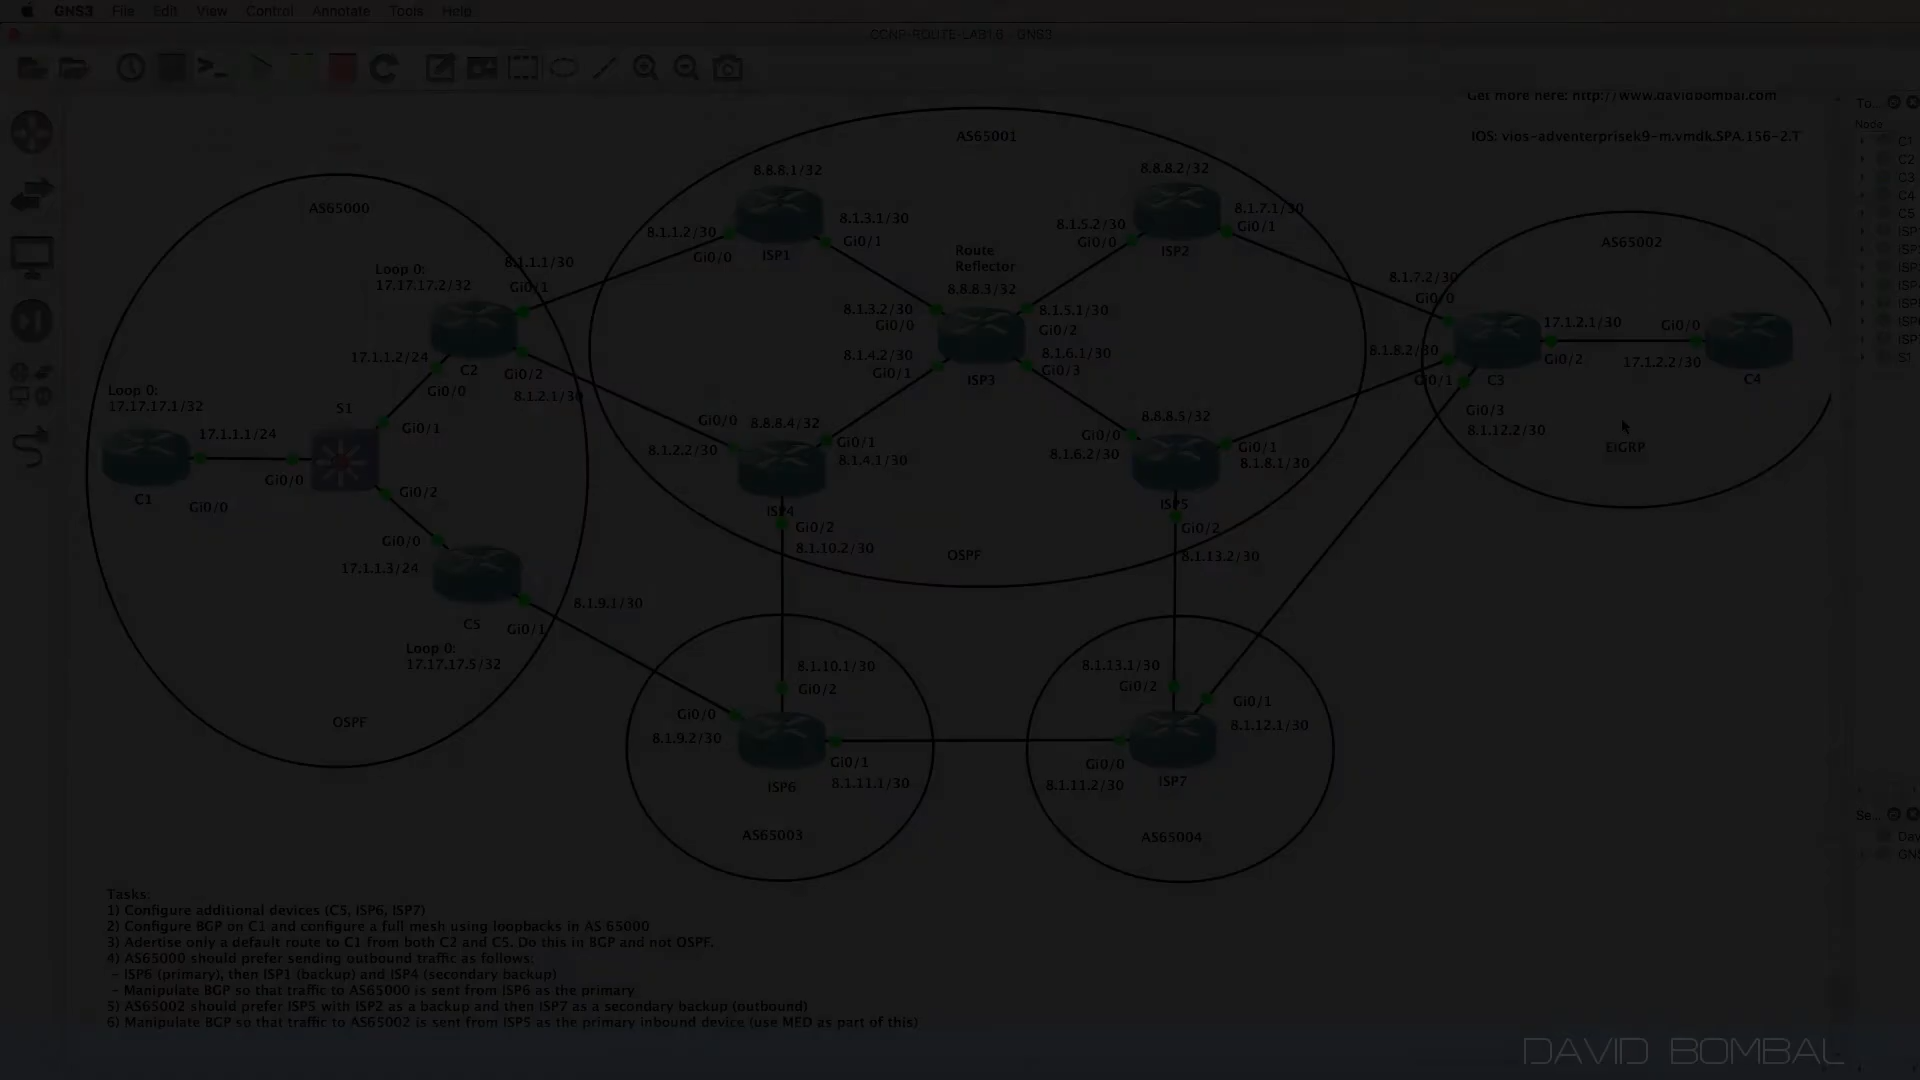 GNS3 File Edit View Control Annotate Tools Help
CCNP-ROUTE-LAB16 - GNS3
Get more here: http://www.davidbombal.com
IOS: vios-adventerprisek9-m.vmdk.SPA.156-2.T
To...
Node
C1
C2
C3
C4
C5
S1
AS65000
Loop 0:
17.17.17.2/32
8.1.1.1/30
Gi0/1
17.1.1.2/24
C2
Gi0/0
Gi0/2
8.1.2.1/30
Loop 0:
17.17.17.1/32
17.1.1.1/24
S1
Gi0/1
Gi0/0
C1
Gi0/0
Gi0/2
Gi0/0
17.1.1.3/24
8.1.9.1/30
C5
Gi0/1
Loop 0:
17.17.17.5/32
OSPF
AS65001
8.8.8.1/32
8.1.1.2/30
8.1.3.1/30
Gi0/0
Gi0/1
ISP1
8.8.8.2/32
8.1.5.2/30
8.1.7.1/30
Gi0/0
Gi0/1
ISP2
Route
Reflector
8.8.8.3/32
8.1.3.2/30
8.1.5.1/30
Gi0/0
Gi0/2
8.1.4.2/30
8.1.6.1/30
Gi0/1
Gi0/3
ISP3
Gi0/0
8.8.8.4/32
Gi0/1
8.1.2.2/30
8.1.4.1/30
ISP4
Gi0/2
8.1.10.2/30
8.8.8.5/32
Gi0/0
Gi0/1
8.1.6.2/30
8.1.8.1/30
ISP5
Gi0/2
8.1.13.2/30
OSPF
AS65002
8.1.7.2/30
Gi0/0
17.1.2.1/30
Gi0/0
8.1.8.2/30
Gi0/2
17.1.2.2/30
Gi0/1
C3
C4
Gi0/3
8.1.12.2/30
EIGRP
8.1.10.1/30
Gi0/2
Gi0/0
8.1.9.2/30
Gi0/1
8.1.11.1/30
ISP6
AS65003
8.1.13.1/30
Gi0/2
Gi0/1
8.1.12.1/30
Gi0/0
8.1.11.2/30
ISP7
AS65004
Se...
Tasks:
1) Configure additional devices (C5, ISP6, ISP7)
2) Configure BGP on C1 and configure a full mesh using loopbacks in AS 65000
3) Adertise only a default route to C1 from both C2 and C5. Do this in BGP and not OSPF.
4) AS65000 should prefer sending outbound traffic as follows:
- ISP6 (primary), then ISP1 (backup) and ISP4 (secondary backup)
- Manipulate BGP so that traffic to AS65000 is sent from ISP6 as the primary
5) AS65002 should prefer ISP5 with ISP2 as a backup and then ISP7 as a secondary backup (outbound)
6) Manipulate BGP so that traffic to AS65002 is sent from ISP5 as the primary inbound device (use MED as part of this)
DAVID BOMBAL